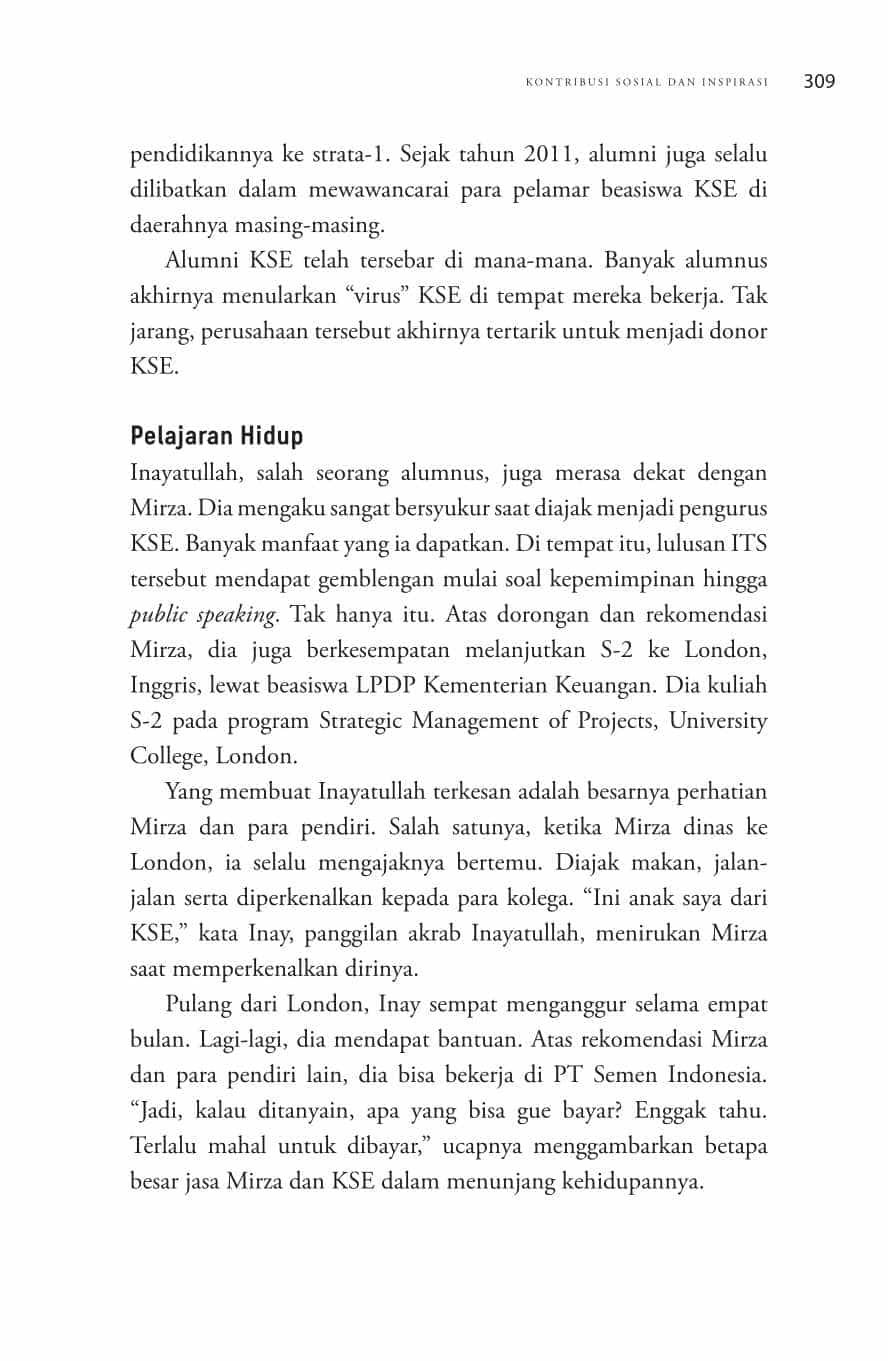 KONTRIBUSI SOSIAL DAN INSPIRASI 309
pendidikannya ke strata-1. Sejak tahun 2011, alumni juga selalu
dilibatkan dalam mewawancarai para pelamar beasiswa KSE di
daerahnya masing-masing.
Alumni KSE telah tersebar di mana-mana. Banyak alumnus
akhirnya menularkan “virus” KSE di tempat mereka bekerja. Tak
jarang, perusahaan tersebut akhirnya tertarik untuk menjadi donor
KSE.
Pelajaran Hidup
Inayatullah, salah seorang alumnus, juga merasa dekat dengan
Mirza. Dia mengaku sangat bersyukur saat diajak menjadi pengurus
KSE. Banyak manfaat yang ia dapatkan. Di tempat itu, lulusan ITS
tersebut mendapat gemblengan mulai soal kepemimpinan hingga
public speaking. Tak hanya itu. Atas dorongan dan rekomendasi
Mirza, dia juga berkesempatan melanjutkan S-2 ke London,
Inggris, lewat beasiswa LPDP Kementerian Keuangan. Dia kuliah
S-2 pada program Strategic Management of Projects, University
College, London.
Yang membuat Inayatullah terkesan adalah besarnya perhatian
Mirza dan para pendiri. Salah satunya, ketika Mirza dinas ke
London, ia selalu mengajaknya bertemu. Diajak makan, jalan-
jalan serta diperkenalkan kepada para kolega. “Ini anak saya dari
KSE,” kata Inay, panggilan akrab Inayatullah, menirukan Mirza
saat memperkenalkan dirinya.
Pulang dari London, Inay sempat menganggur selama empat
bulan. Lagi-lagi, dia mendapat bantuan. Atas rekomendasi Mirza
dan para pendiri lain, dia bisa bekerja di PT Semen Indonesia.
“Jadi, kalau ditanyain, apa yang bisa gue bayar? Enggak tahu.
Terlalu mahal untuk dibayar,” ucapnya menggambarkan betapa
besar jasa Mirza dan KSE dalam menunjang kehidupannya.